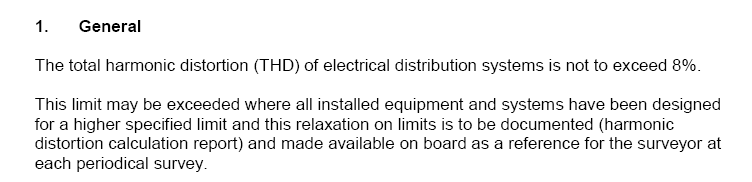 1. General
The total harmonic distortion (THD) of electrical distribution systems is not to exceed 8%.
This limit may be exceeded where all installed equipment and systems have been designed
for a higher specified limit and this relaxation on limits is to be documented (harmonic
distortion calculation report) and made available on board as a reference for the surveyor at
each periodical survey.